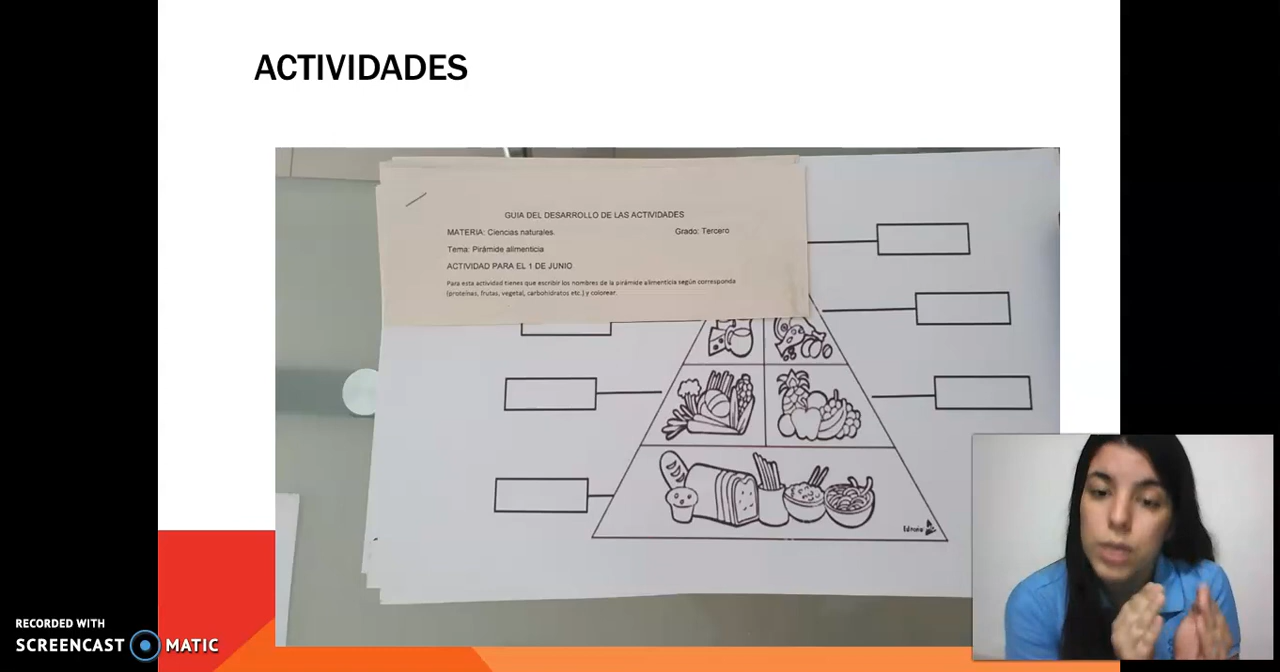 ACTIVIDADES
GUIA DEL DESARROLLO DE LAS ACTIVIDADES
MATERIA: Ciencias naturales. Grado: Tercero
Tema: Pirámide alimenticia
ACTIVIDAD PARA EL 1 DE JUNIO
Para esta actividad tienes que escribir los nombres de la pirámide alimenticia según corresponda
(proteínas, frutas, vegetal, carbohidratos etc.) y colorear.
RECORDED WITH
SCREENCAST MATIC